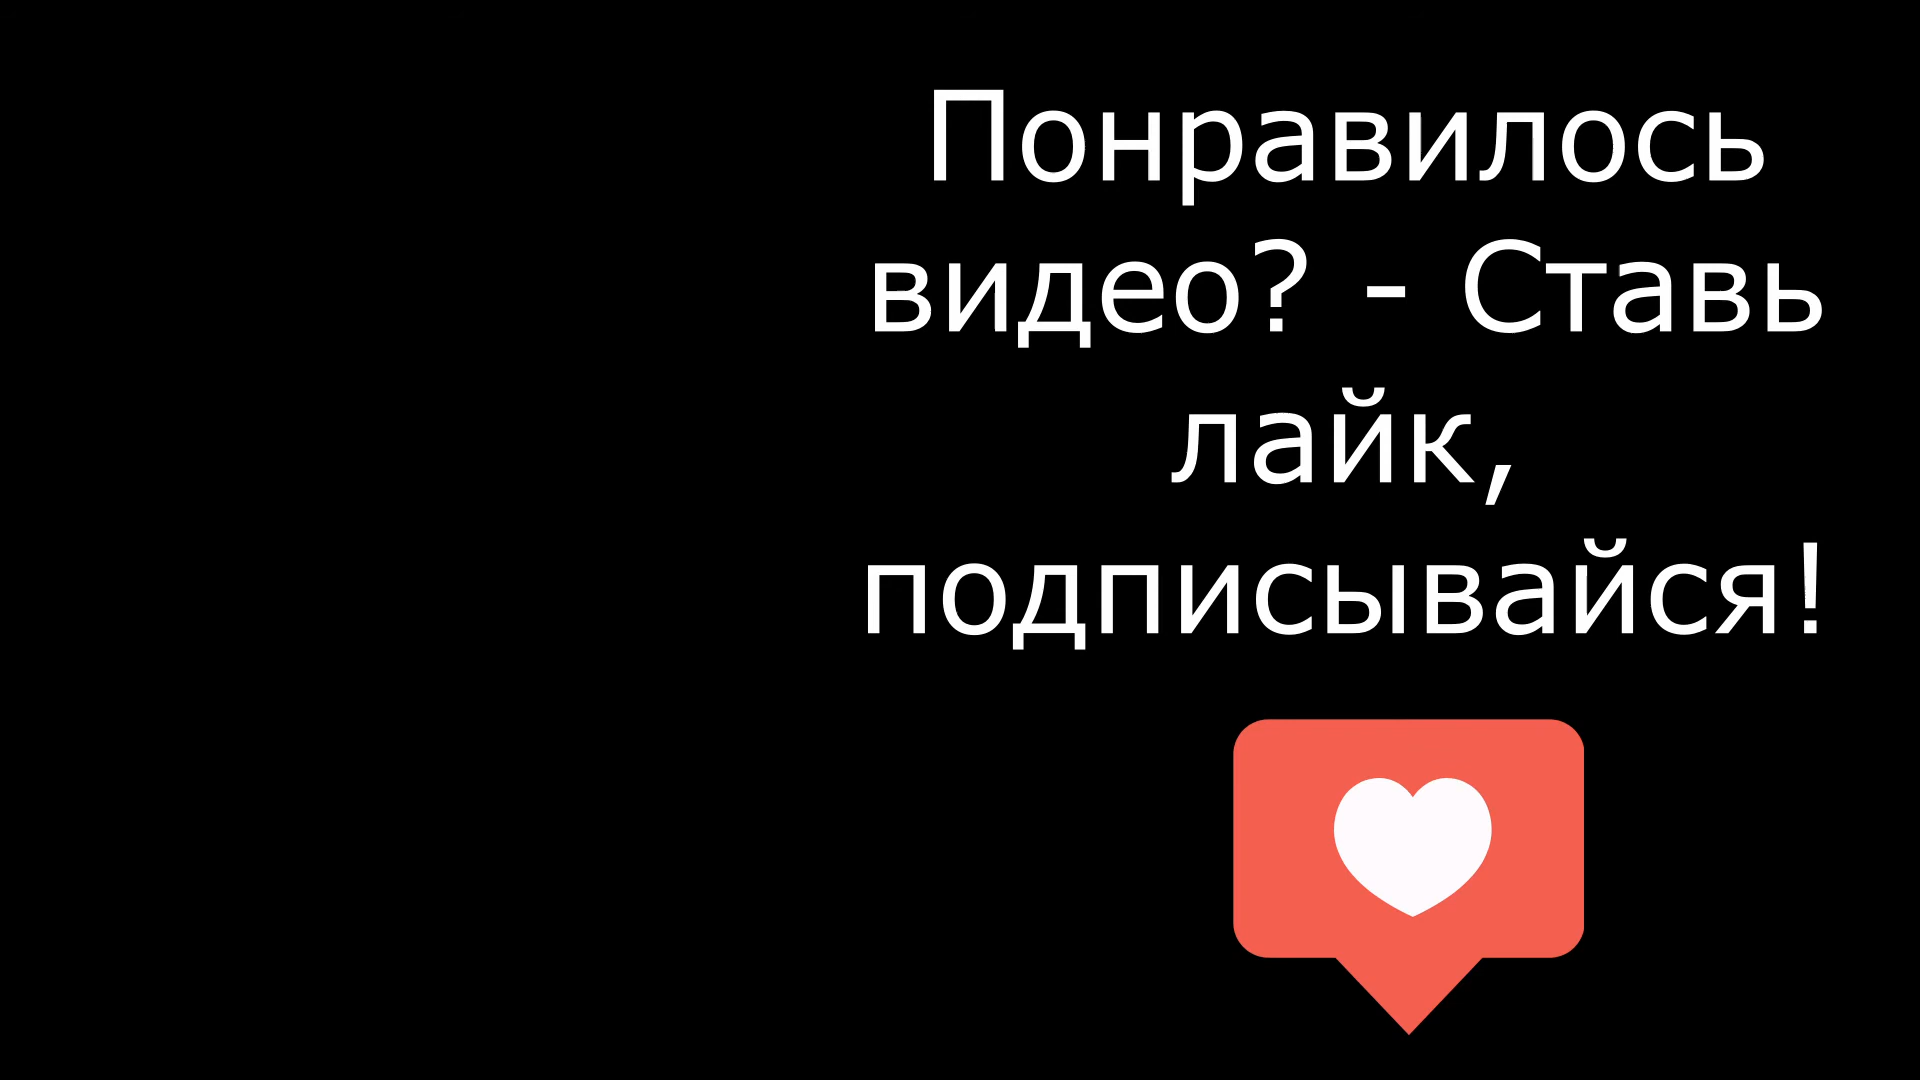 Понравилось
видео? - Ставь
лайк,
подписывайся!